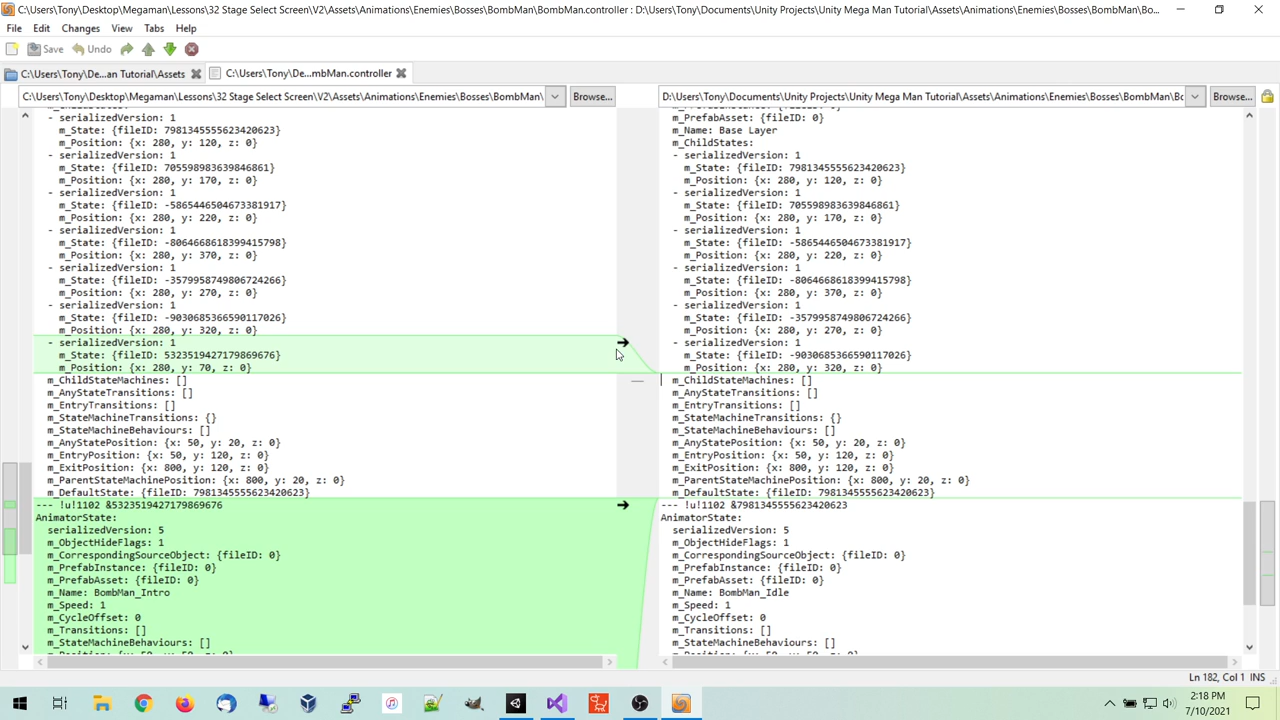 C:\Users\Tony\Desktop\Megaman\Lessons\32 Stage Select Screen\V2\Assets\Animations\Enemies\Bosses\BombMan\BombMan.controller : D:\Users\Tony\Documents\Unity Projects\Unity Mega Man Tutorial\Assets\Animations\Enemies\Bosses\BombMan\Bo...
File Edit Changes View Tabs Help
Save Undo
C:\Users\Tony\De...an Tutorial\Assets C:\Users\Tony\De...mbMan.controller
C:\Users\Tony\Desktop\Megaman\Lessons\32 Stage Select Screen\V2\Assets\Animations\Enemies\Bosses\BombMan\ Browse...
- serializedVersion: 1
m_State: {fileID: 7981345555623420623}
m_Position: {x: 280, y: 120, z: 0}
- serializedVersion: 1
m_State: {fileID: 705598983639846861}
m_Position: {x: 280, y: 170, z: 0}
- serializedVersion: 1
m_State: {fileID: -5865446504673381917}
m_Position: {x: 280, y: 220, z: 0}
- serializedVersion: 1
m_State: {fileID: -8064668618399415798}
m_Position: {x: 280, y: 370, z: 0}
- serializedVersion: 1
m_State: {fileID: -3579958749806724266}
m_Position: {x: 280, y: 270, z: 0}
- serializedVersion: 1
m_State: {fileID: -9030685366590117026}
m_Position: {x: 280, y: 320, z: 0}
- serializedVersion: 1
m_State: {fileID: 5323519427179869676}
m_Position: {x: 280, y: 70, z: 0}
m_ChildStateMachines: []
m_AnyStateTransitions: []
m_EntryTransitions: []
m_StateMachineTransitions: {}
m_StateMachineBehaviours: []
m_AnyStatePosition: {x: 50, y: 20, z: 0}
m_EntryPosition: {x: 50, y: 120, z: 0}
m_ExitPosition: {x: 800, y: 120, z: 0}
m_ParentStateMachinePosition: {x: 800, y: 20, z: 0}
m_DefaultState: {fileID: 7981345555623420623}
--- !u!1102 &5323519427179869676
AnimatorState:
serializedVersion: 5
m_ObjectHideFlags: 1
m_CorrespondingSourceObject: {fileID: 0}
m_PrefabInstance: {fileID: 0}
m_PrefabAsset: {fileID: 0}
m_Name: BombMan_Intro
m_Speed: 1
m_CycleOffset: 0
m_Transitions: []
m_StateMachineBehaviours: []
D:\Users\Tony\Documents\Unity Projects\Unity Mega Man Tutorial\Assets\Animations\Enemies\Bosses\BombMan\Bc Browse...
m_PrefabAsset: {fileID: 0}
m_Name: Base Layer
m_ChildStates:
- serializedVersion: 1
m_State: {fileID: 7981345555623420623}
m_Position: {x: 280, y: 120, z: 0}
- serializedVersion: 1
m_State: {fileID: 705598983639846861}
m_Position: {x: 280, y: 170, z: 0}
- serializedVersion: 1
m_State: {fileID: -5865446504673381917}
m_Position: {x: 280, y: 220, z: 0}
- serializedVersion: 1
m_State: {fileID: -8064668618399415798}
m_Position: {x: 280, y: 370, z: 0}
- serializedVersion: 1
m_State: {fileID: -3579958749806724266}
m_Position: {x: 280, y: 270, z: 0}
- serializedVersion: 1
m_State: {fileID: -9030685366590117026}
m_Position: {x: 280, y: 320, z: 0}
m_ChildStateMachines: []
m_AnyStateTransitions: []
m_EntryTransitions: []
m_StateMachineTransitions: {}
m_StateMachineBehaviours: []
m_AnyStatePosition: {x: 50, y: 20, z: 0}
m_EntryPosition: {x: 50, y: 120, z: 0}
m_ExitPosition: {x: 800, y: 120, z: 0}
m_ParentStateMachinePosition: {x: 800, y: 20, z: 0}
m_DefaultState: {fileID: 7981345555623420623}
--- !u!1102 &7981345555623420623
AnimatorState:
serializedVersion: 5
m_ObjectHideFlags: 1
m_CorrespondingSourceObject: {fileID: 0}
m_PrefabInstance: {fileID: 0}
m_PrefabAsset: {fileID: 0}
m_Name: BombMan_Idle
m_Speed: 1
m_CycleOffset: 0
m_Transitions: []
m_StateMachineBehaviours: []
Ln 182, Col 1 INS
2:18 PM
7/10/2021